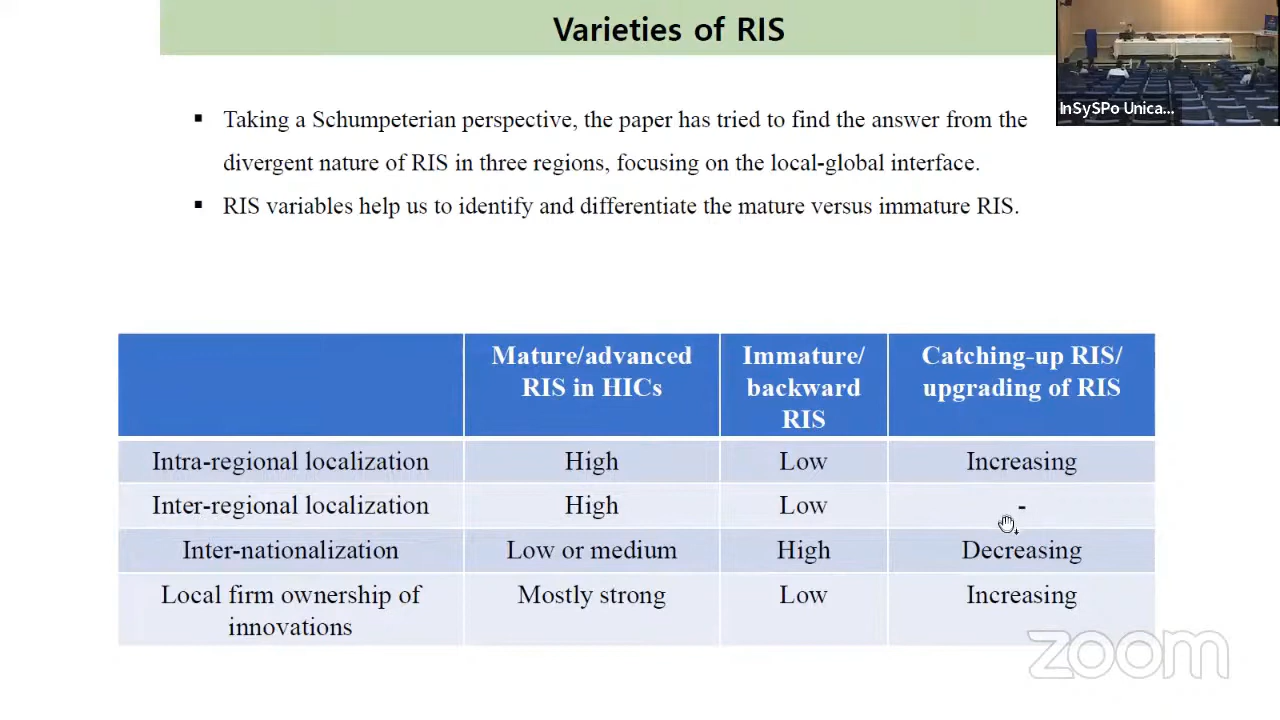 Varieties of RIS
InSySPo Unica...
▪ Taking a Schumpeterian perspective, the paper has tried to find the answer from the
divergent nature of RIS in three regions, focusing on the local-global interface.
▪ RIS variables help us to identify and differentiate the mature versus immature RIS.
Mature/advanced RIS in HICs
Immature/ backward RIS
Catching-up RIS/ upgrading of RIS
Intra-regional localization High Low Increasing
Inter-regional localization High Low -
Inter-nationalization Low or medium High Decreasing
Local firm ownership of innovations Mostly strong Low Increasing
zoom